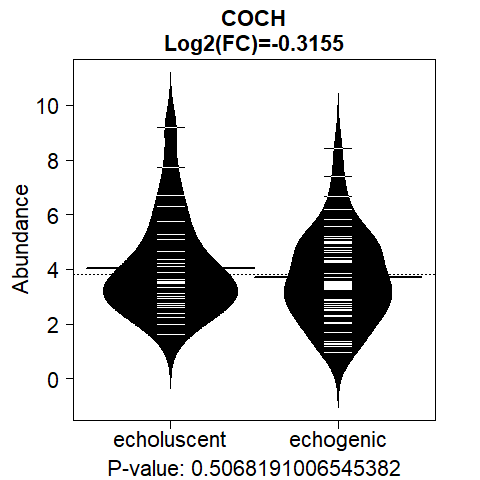 COCH
Log2(FC)=-0.3155
Abundance
10
8
6
4
2
0
echoluscent echogenic
P-value: 0.5068191006545382